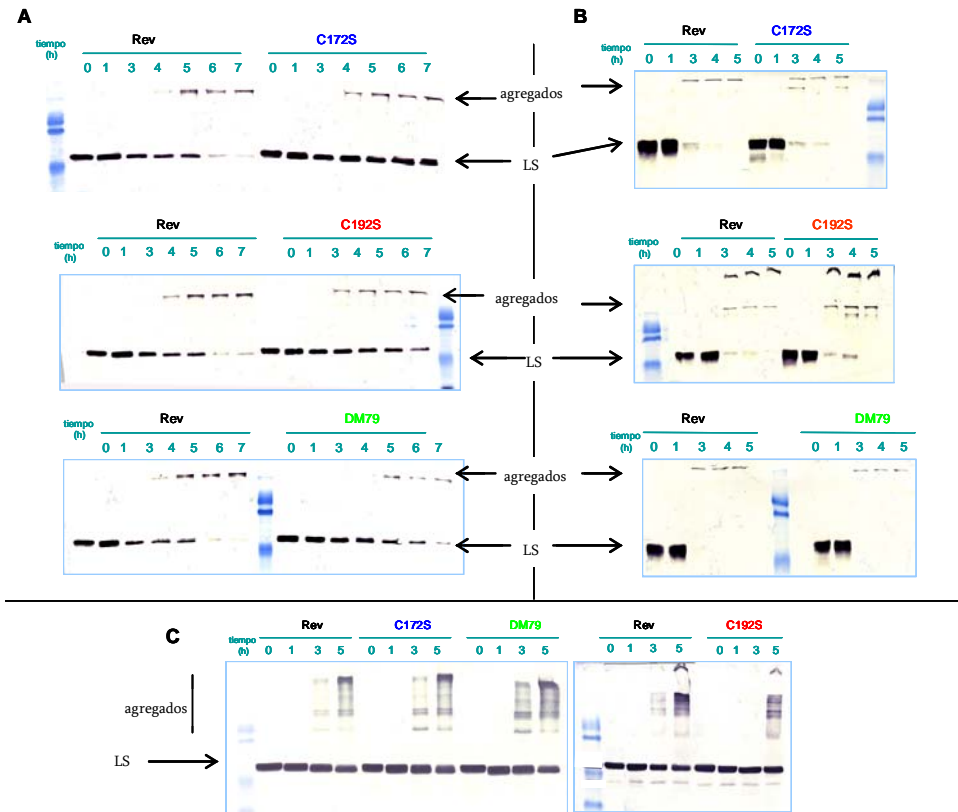 A
B
tiempo
(h)
Rev
C172S
0 1 3 4 5 6 7
0 1 3 4 5 6 7
Rev
C172S
tiempo
(h)
0 1 3 4 5
0 1 3 4 5
agregados
LS
tiempo
(h)
Rev
C192S
0 1 3 4 5 6 7
0 1 3 4 5 6 7
tiempo
(h)
Rev
C192S
0 1 3 4 5
0 1 3 4 5
agregados
LS
tiempo
(h)
Rev
DM79
0 1 3 4 5 6 7
0 1 3 4 5 6 7
tiempo
(h)
Rev
DM79
0 1 3 4 5
0 1 3 4 5
agregados
LS
C
tiempo
(h)
Rev
C172S
DM79
Rev
C192S
0 1 3 5
0 1 3 5
0 1 3 5
0 1 3 5
0 1 3 5
agregados
LS